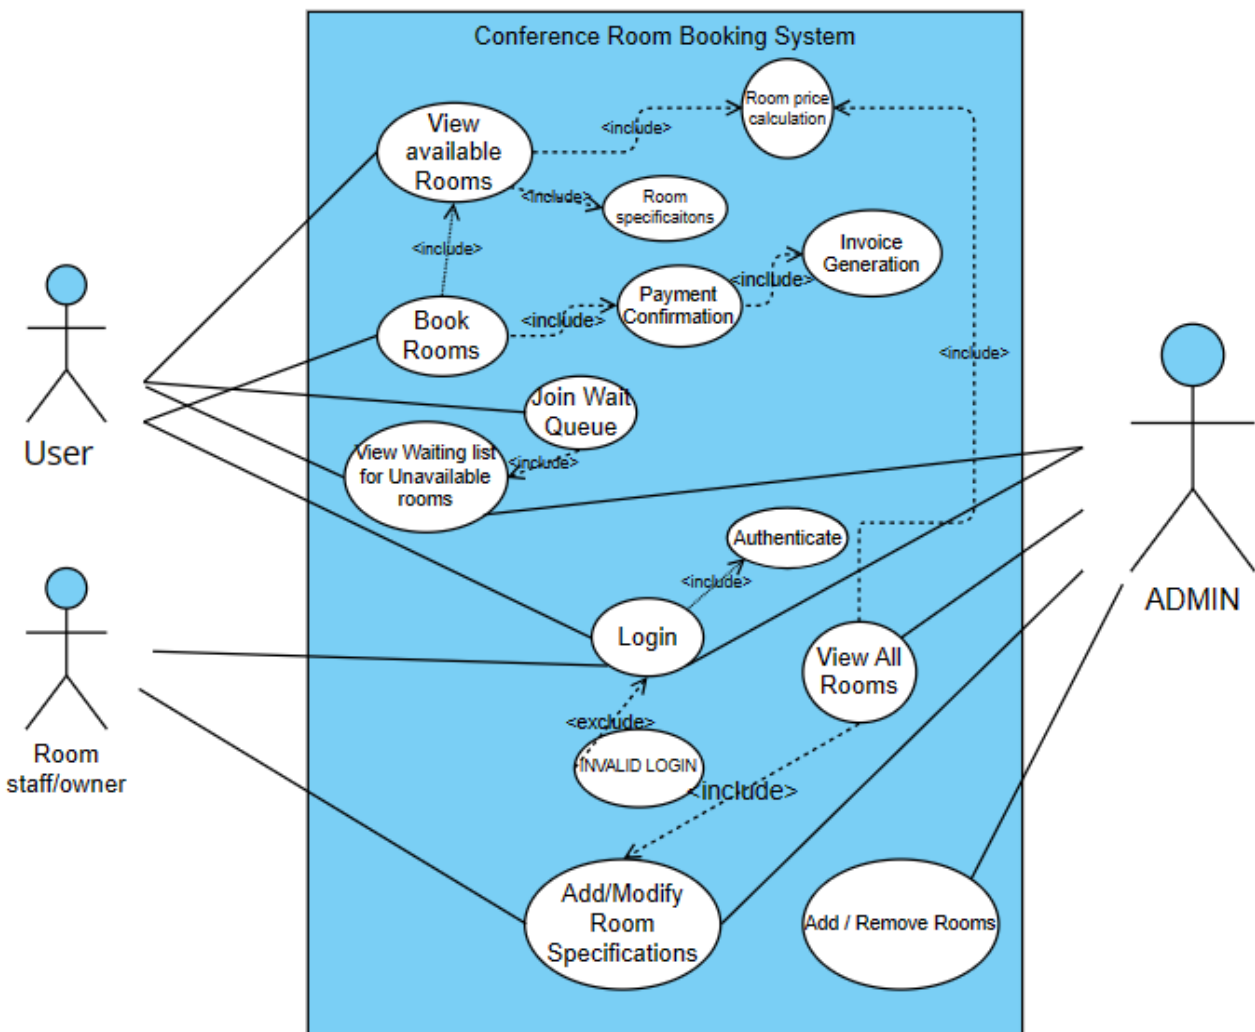 Conference Room Booking System
Room price
calculation
<include>
View
available
Rooms
<include>
Room
specificaitons
<include>
Invoice
Generation
<include>
Payment
Confirmation
<include>
Book
Rooms
<include>
User
Join Wait
Queue
<include>
View Waiting list
for Unavailable
rooms
Authenticate
<include>
Login
ADMIN
View All
Rooms
<exclude>
INVALID LOGIN
<include>
Room
staff/owner
Add/Modify
Room
Specifications
Add / Remove Rooms